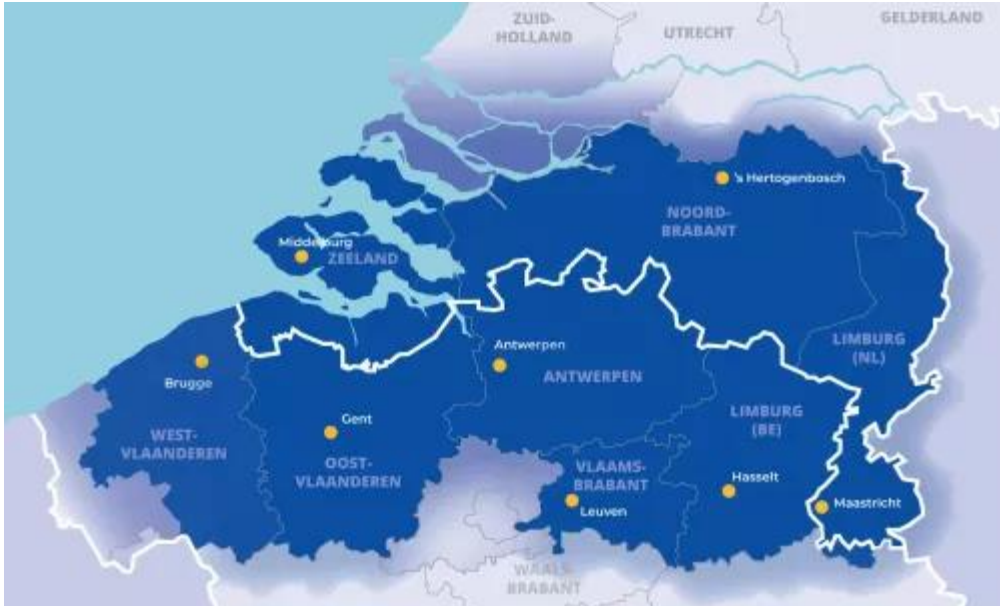 ZUID-
HOLLAND
UTRECHT
GELDERLAND
's Hertogenbosch
NOORD-
BRABANT
Middelburg
ZEELAND
LIMBURG
(NL)
Antwerpen
ANTWERPEN
Brugge
LIMBURG
(BE)
Gent
WEST-
VLAANDEREN
OOST-
VLAANDEREN
VLAAMS-
BRABANT
Hasselt
Leuven
Maastricht
WAALS-
BRABANT